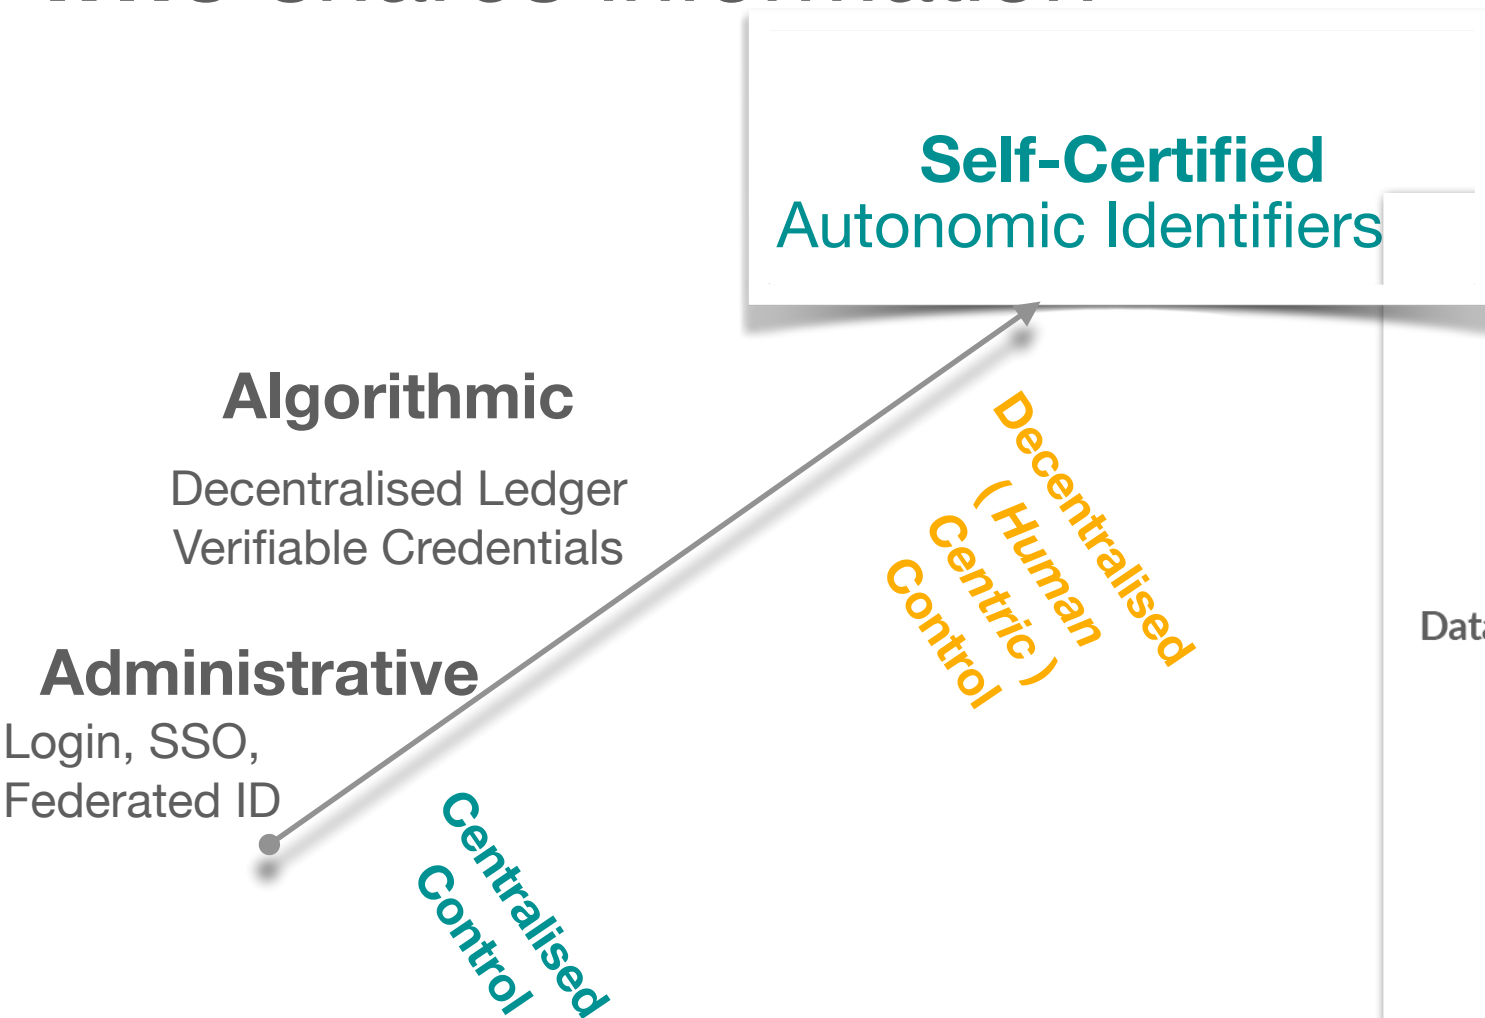 Self-Certified
Autonomic Identifiers
Algorithmic
Decentralised Ledger
Verifiable Credentials
Administrative
Login, SSO,
Federated ID
Decentralised
( Human
Centric )
Control
Centralised
Control